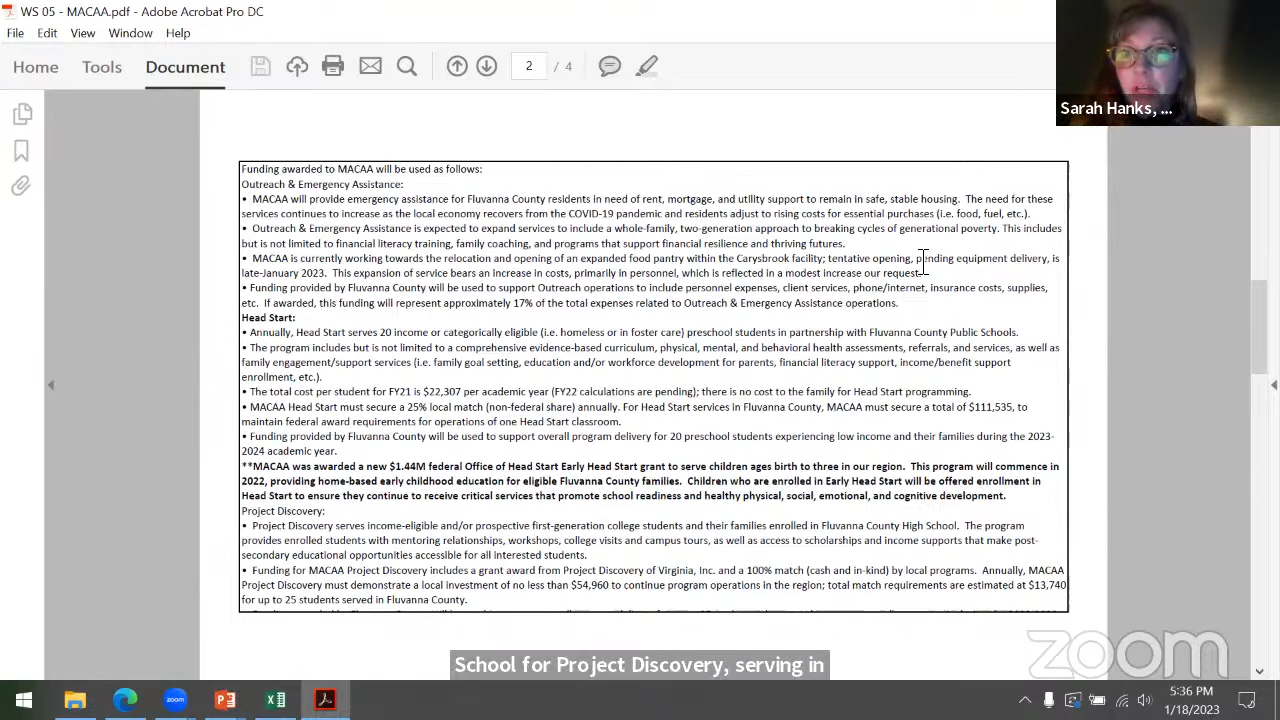 WS 05 - MACAA.pdf - Adobe Acrobat Pro DC
File Edit View Window Help
Home Tools Document 2 / 4
Sarah Hanks, ...
Funding awarded to MACAA will be used as follows:
Outreach & Emergency Assistance:
• MACAA will provide emergency assistance for Fluvanna County residents in need of rent, mortgage, and utility support to remain in safe, stable housing. The need for these
services continues to increase as the local economy recovers from the COVID-19 pandemic and residents adjust to rising costs for essential purchases (i.e. food, fuel, etc.).
• Outreach & Emergency Assistance is expected to expand services to include a whole-family, two-generation approach to breaking cycles of generational poverty. This includes
but is not limited to financial literacy training, family coaching, and programs that support financial resilience and thriving futures.
• MACAA is currently working towards the relocation and opening of an expanded food pantry within the Carysbrook facility; tentative opening, pending equipment delivery, is
late-January 2023. This expansion of service bears an increase in costs, primarily in personnel, which is reflected in a modest increase our request.
• Funding provided by Fluvanna County will be used to support Outreach operations to include personnel expenses, client services, phone/internet, insurance costs, supplies,
etc. If awarded, this funding will represent approximately 17% of the total expenses related to Outreach & Emergency Assistance operations.
Head Start:
• Annually, Head Start serves 20 income or categorically eligible (i.e. homeless or in foster care) preschool students in partnership with Fluvanna County Public Schools.
• The program includes but is not limited to a comprehensive evidence-based curriculum, physical, mental, and behavioral health assessments, referrals, and services, as well as
family engagement/support services (i.e. family goal setting, education and/or workforce development for parents, financial literacy support, income/benefit support
enrollment, etc.).
• The total cost per student for FY21 is $22,307 per academic year (FY22 calculations are pending); there is no cost to the family for Head Start programming.
• MACAA Head Start must secure a 25% local match (non-federal share) annually. For Head Start services in Fluvanna County, MACAA must secure a total of $111,535, to
maintain federal award requirements for operations of one Head Start classroom.
• Funding provided by Fluvanna County will be used to support overall program delivery for 20 preschool students experiencing low income and their families during the 2023-
2024 academic year.
**MACAA was awarded a new $1.44M federal Office of Head Start Early Head Start grant to serve children ages birth to three in our region. This program will commence in
2022, providing home-based early childhood education for eligible Fluvanna County families. Children who are enrolled in Early Head Start will be offered enrollment in
Head Start to ensure they continue to receive critical services that promote school readiness and healthy physical, social, emotional, and cognitive development.
Project Discovery:
• Project Discovery serves income-eligible and/or prospective first-generation college students and their families enrolled in Fluvanna County High School. The program
provides enrolled students with mentoring relationships, workshops, college visits and campus tours, as well as access to scholarships and income supports that make post-
secondary educational opportunities accessible for all interested students.
• Funding for MACAA Project Discovery includes a grant award from Project Discovery of Virginia, Inc. and a 100% match (cash and in-kind) by local programs. Annually, MACAA
Project Discovery must demonstrate a local investment of no less than $54,960 to continue program operations in the region; total match requirements are estimated at $13,740
for up to 25 students served in Fluvanna County.
School for Project Discovery, serving in
zoom
zoom
5:36 PM
1/18/2023